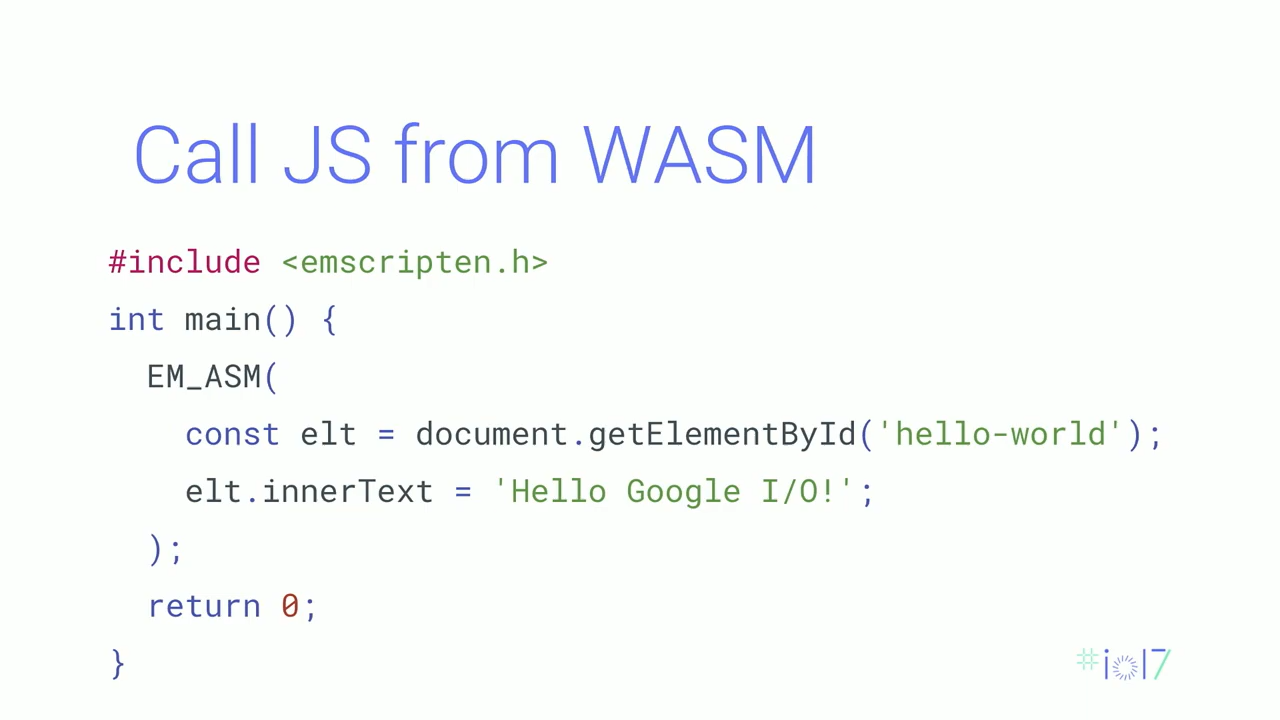 Call JS from WASM
#include <emscripten.h>
int main() {
  EM_ASM(
    const elt = document.getElementById('hello-world');
    elt.innerText = 'Hello Google I/O!';
  );
  return 0;
}
#io17